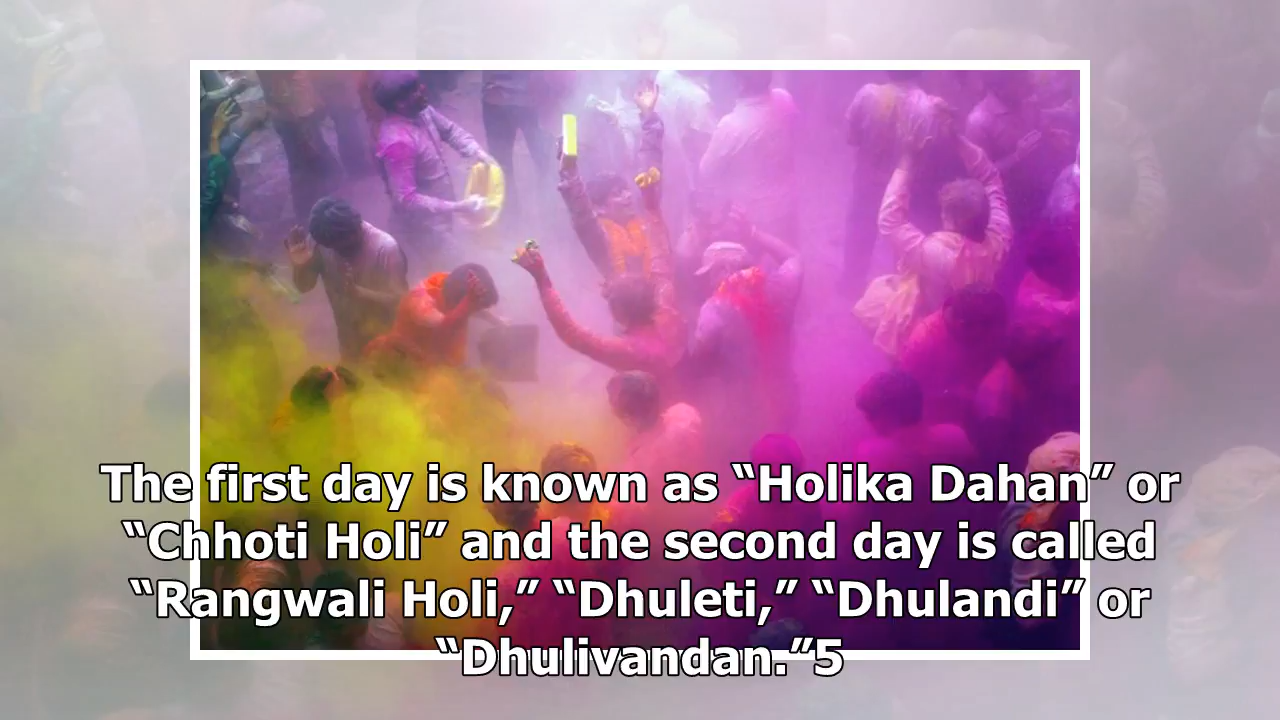 The first day is known as “Holika Dahan” or
“Chhoti Holi” and the second day is called
“Rangwali Holi,” “Dhuleti,” “Dhulandi” or
“Dhulivandan.”5